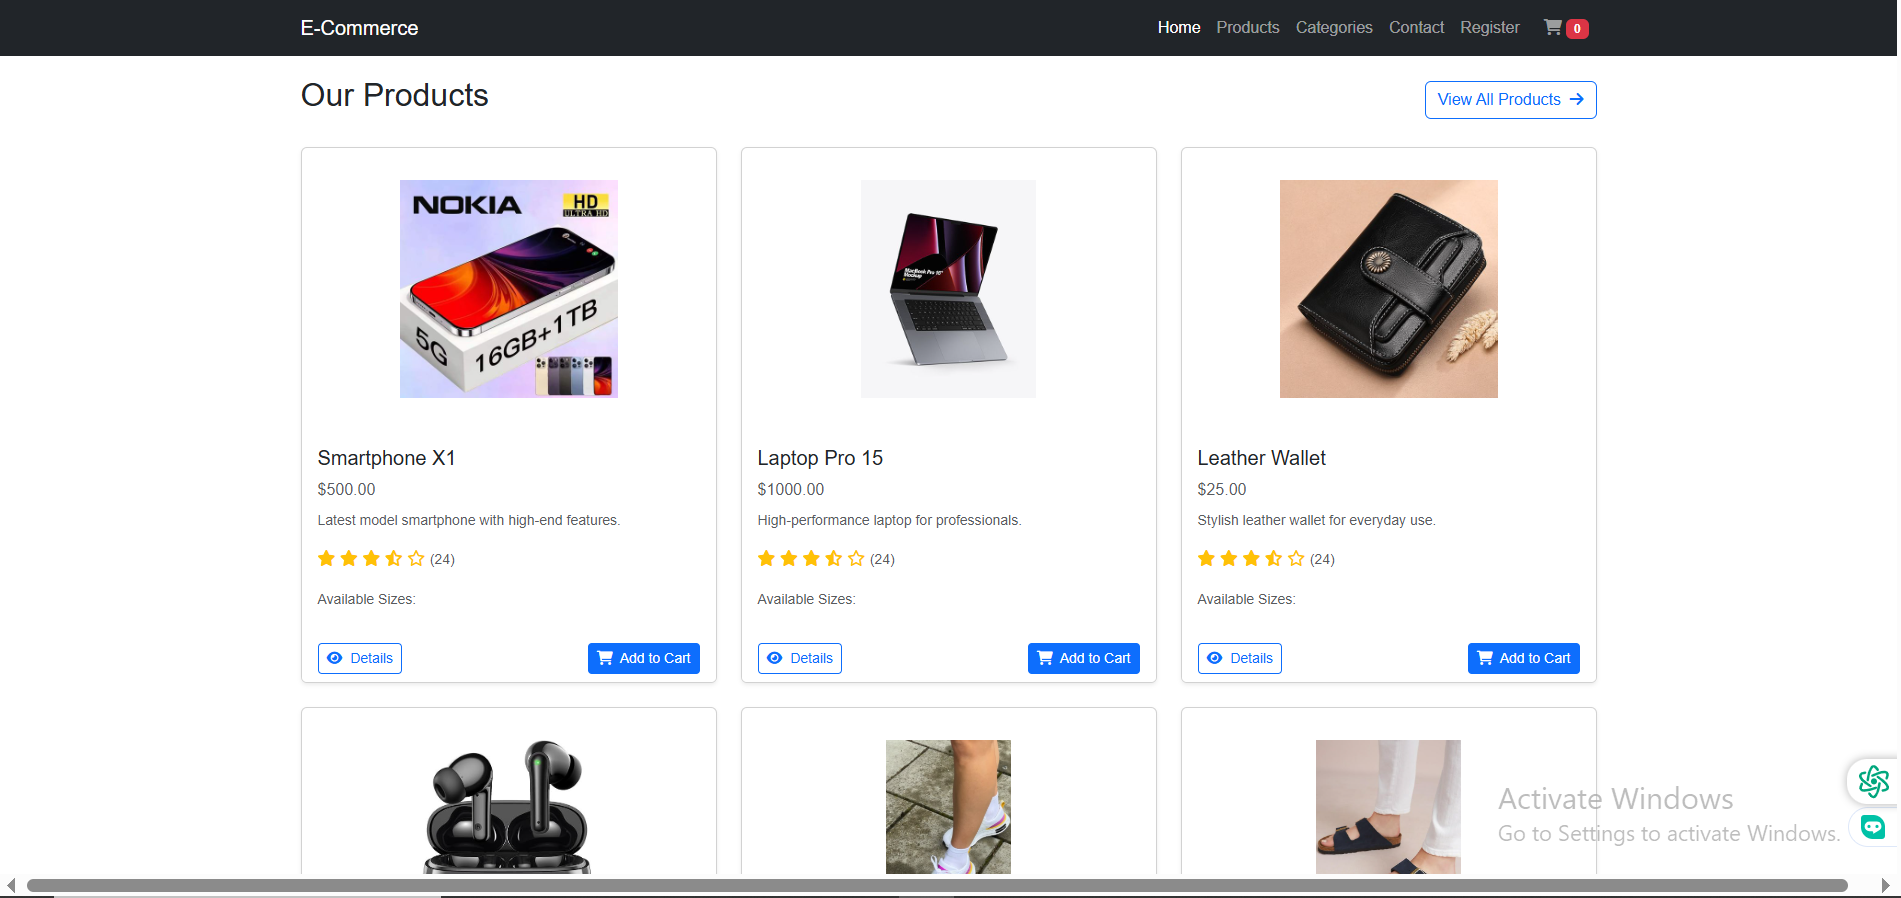 E-Commerce
Home Products Categories Contact Register 0
Our Products
View All Products
NOKIA
HD
ULTRA HD
5G
16GB+1TB
MacBook Pro 16"
Mockup
Smartphone X1
$500.00
Latest model smartphone with high-end features.
(24)
Available Sizes:
Details
Add to Cart
Laptop Pro 15
$1000.00
High-performance laptop for professionals.
(24)
Available Sizes:
Details
Add to Cart
Leather Wallet
$25.00
Stylish leather wallet for everyday use.
(24)
Available Sizes:
Details
Add to Cart
Activate Windows
Go to Settings to activate Windows.